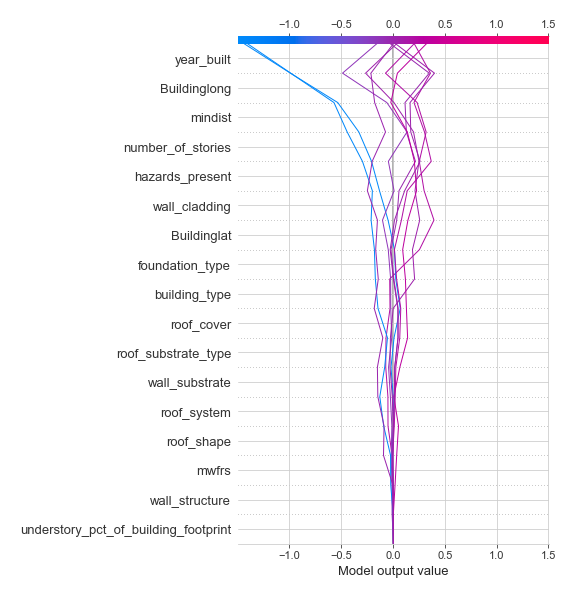 −1.0 −0.5 0.0 0.5 1.0 1.5
year_built
Buildinglong
mindist
number_of_stories
hazards_present
wall_cladding
Buildinglat
foundation_type
building_type
roof_cover
roof_substrate_type
wall_substrate
roof_system
roof_shape
mwfrs
wall_structure
understory_pct_of_building_footprint
−1.0 −0.5 0.0 0.5 1.0 1.5
Model output value